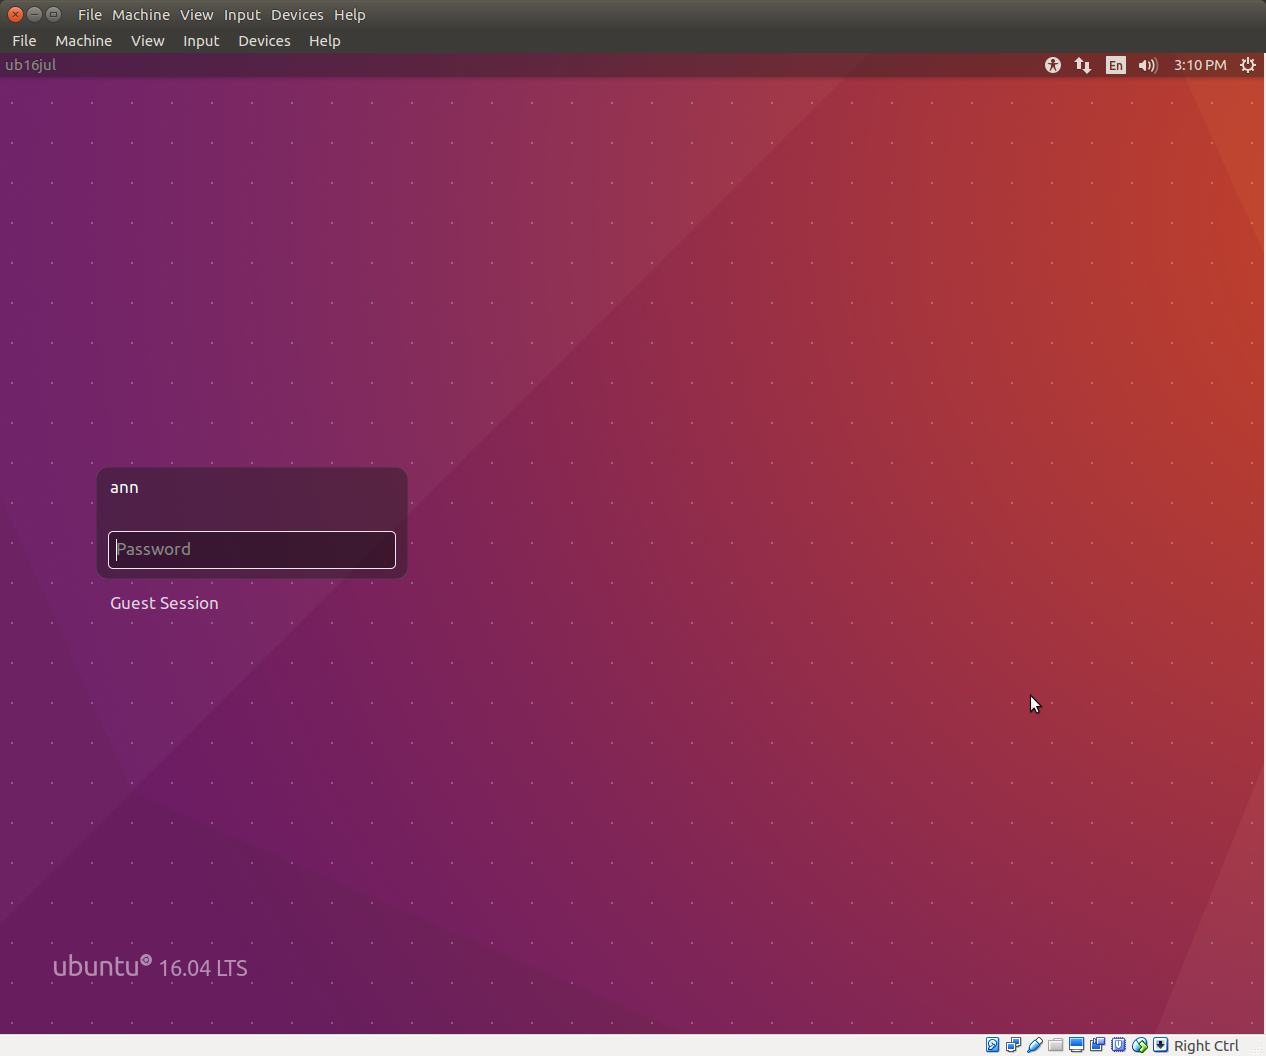 File Machine View Input Devices Help
File Machine View Input Devices Help
ub16jul En 3:10 PM
ann
Password
Guest Session
ubuntu 16.04 LTS
Right Ctrl